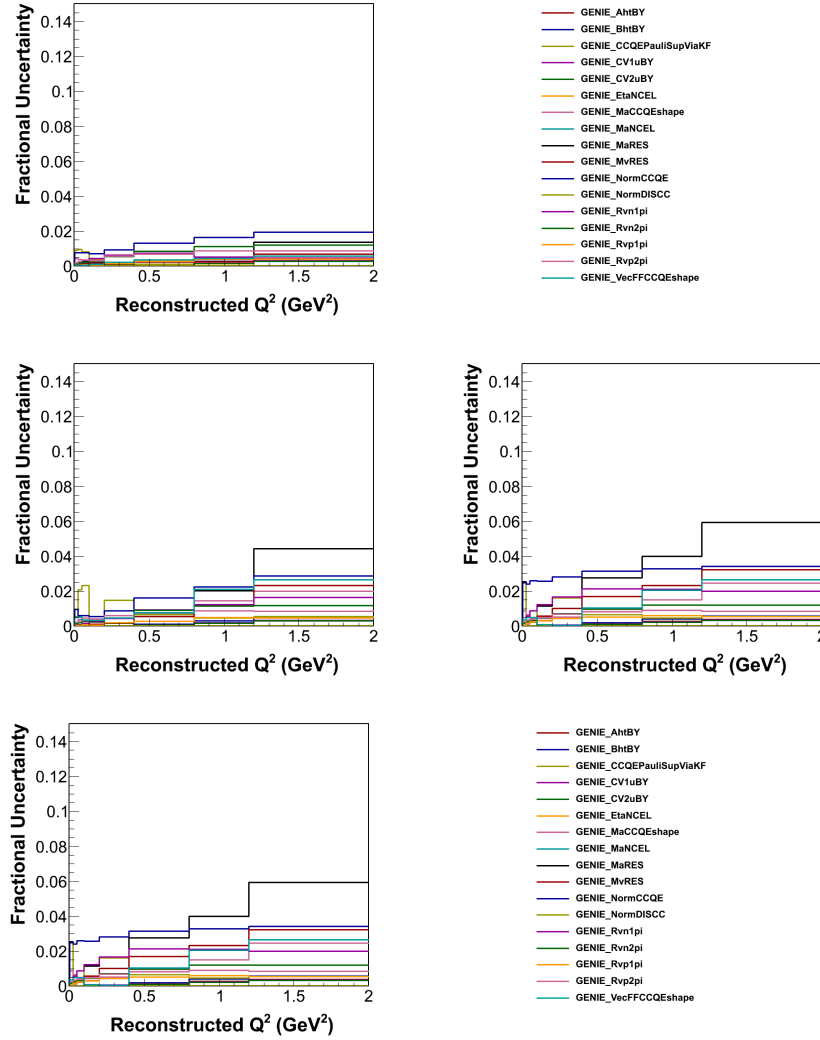 0.14
0.12
0.1
0.08
0.06
0.04
0.02
0
Fractional Uncertainty
0 0.5 1 1.5 2
Reconstructed Q² (GeV²)
GENIE_AhtBY
GENIE_BhtBY
GENIE_CCQEPauliSupViaKF
GENIE_CV1uBY
GENIE_CV2uBY
GENIE_EtaNCEL
GENIE_MaCCQEshape
GENIE_MaNCEL
GENIE_MaRES
GENIE_MvRES
GENIE_NormCCQE
GENIE_NormDISCC
GENIE_Rvn1pi
GENIE_Rvn2pi
GENIE_Rvp1pi
GENIE_Rvp2pi
GENIE_VecFFCCQEshape
0.14
0.12
0.1
0.08
0.06
0.04
0.02
0
Fractional Uncertainty
0 0.5 1 1.5 2
Reconstructed Q² (GeV²)
0.14
0.12
0.1
0.08
0.06
0.04
0.02
0
Fractional Uncertainty
0 0.5 1 1.5 2
Reconstructed Q² (GeV²)
0.14
0.12
0.1
0.08
0.06
0.04
0.02
0
Fractional Uncertainty
0 0.5 1 1.5 2
Reconstructed Q² (GeV²)
GENIE_AhtBY
GENIE_BhtBY
GENIE_CCQEPauliSupViaKF
GENIE_CV1uBY
GENIE_CV2uBY
GENIE_EtaNCEL
GENIE_MaCCQEshape
GENIE_MaNCEL
GENIE_MaRES
GENIE_MvRES
GENIE_NormCCQE
GENIE_NormDISCC
GENIE_Rvn1pi
GENIE_Rvn2pi
GENIE_Rvp1pi
GENIE_Rvp2pi
GENIE_VecFFCCQEshape